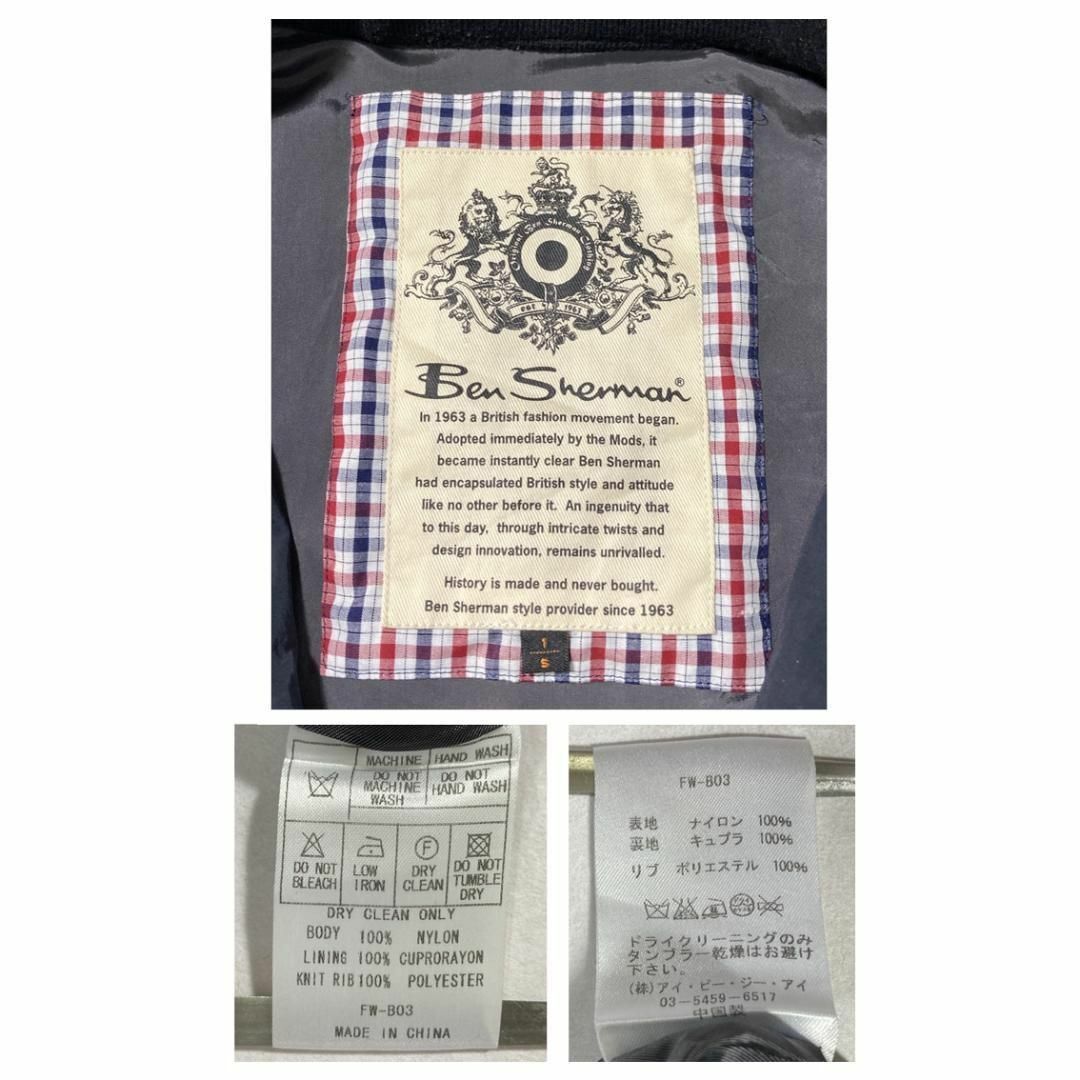 Original Ben Sherman Clothing
EST 1963
Ben Sherman®
In 1963 a British fashion movement began.
Adopted immediately by the Mods, it
became instantly clear Ben Sherman
had encapsulated British style and attitude
like no other before it. An ingenuity that
to this day, through intricate twists and
design innovation, remains unrivalled.
History is made and never bought.
Ben Sherman style provider since 1963
1
S
MACHINE HAND WASH
DO NOT MACHINE WASH
DO NOT HAND WASH
DO NOT BLEACH
LOW IRON
F
DRY CLEAN
DO NOT TUMBLE DRY
DRY CLEAN ONLY
BODY 100% NYLON
LINING 100% CUPRORAYON
KNIT RIB 100% POLYESTER
FW-B03
MADE IN CHINA
FW-B03
表地 ナイロン 100%
裏地 キュプラ 100%
リブ ポリエステル 100%
ドライクリーニングのみ
タンブラー乾燥はお避け
下さい。
(株)アイ・ピー・ジー・アイ
03-5459-6517
中国製